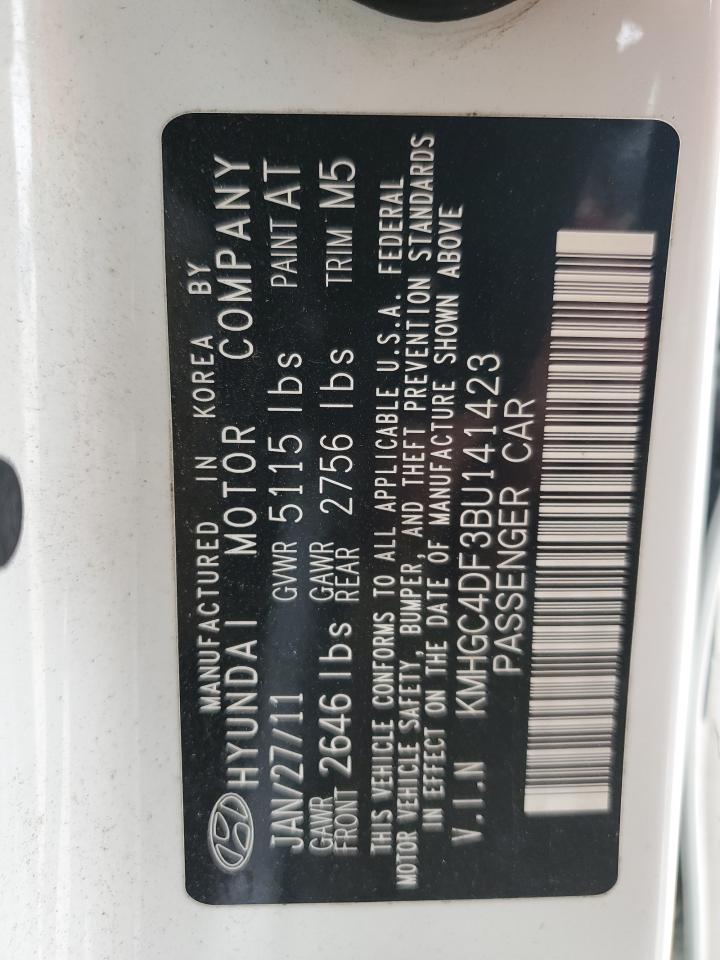 MANUFACTURED IN KOREA BY
HYUNDAI MOTOR COMPANY
JAN/27/11 GVWR 5115 lbs PAINT AT
GAWR FRONT 2646 lbs GAWR REAR 2756 lbs TRIM M5
THIS VEHICLE CONFORMS TO ALL APPLICABLE U.S.A. FEDERAL
MOTOR VEHICLE SAFETY, BUMPER, AND THEFT PREVENTION STANDARDS
IN EFFECT ON THE DATE OF MANUFACTURE SHOWN ABOVE
V.I.N KMHGC4DF3BU141423
PASSENGER CAR